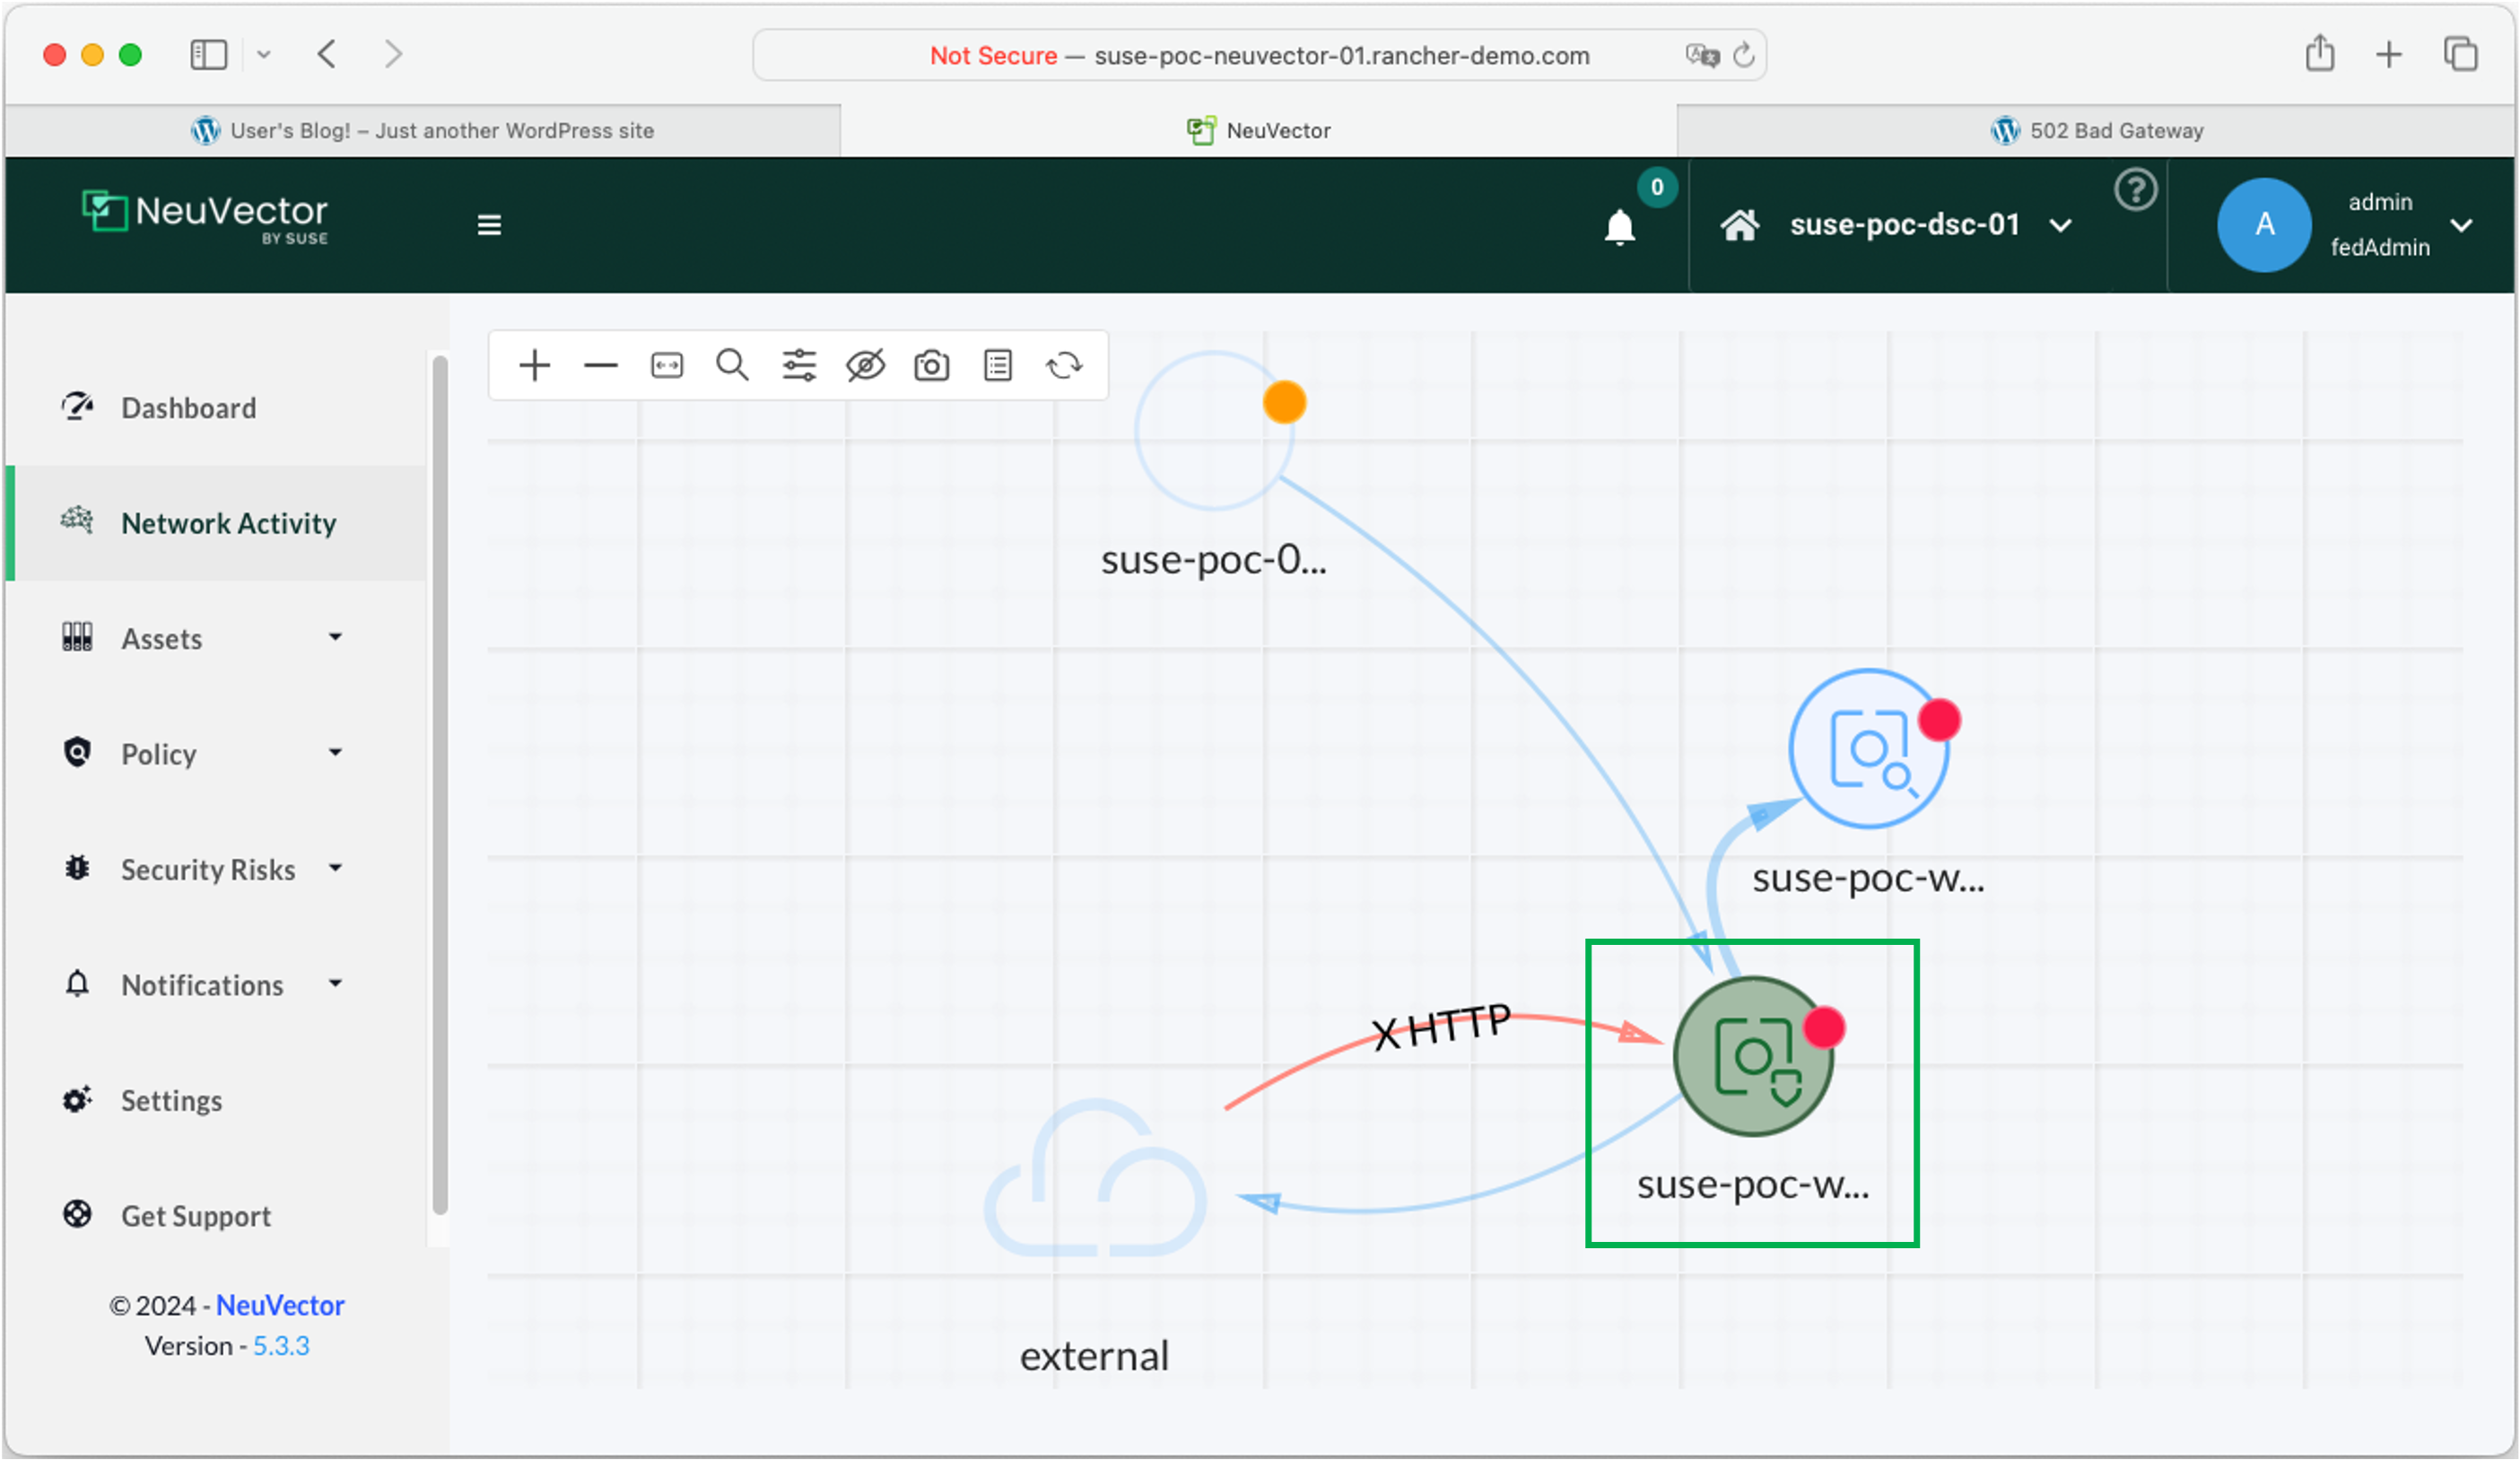 Not Secure — suse-poc-neuvector-01.rancher-demo.com
User's Blog! – Just another WordPress site
NeuVector
502 Bad Gateway
NeuVector
BY SUSE
0
suse-poc-dsc-01
?
A
admin
fedAdmin
Dashboard
Network Activity
Assets
Policy
Security Risks
Notifications
Settings
Get Support
© 2024 - NeuVector
Version - 5.3.3
suse-poc-0...
suse-poc-w...
X HTTP
suse-poc-w...
external